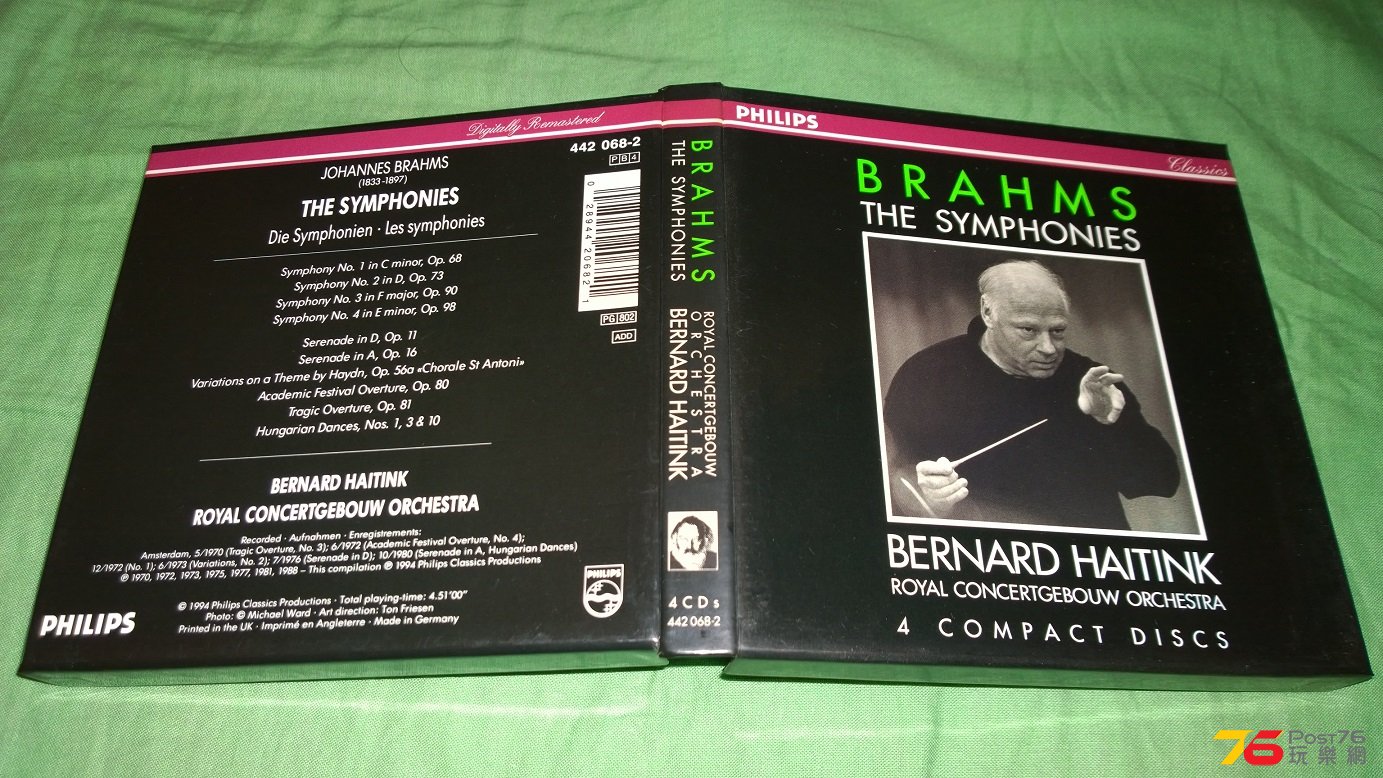 Digitally Remastered
442 068-2
PB4
JOHANNES BRAHMS
(1833-1897)
THE SYMPHONIES
Die Symphonien · Les symphonies
Symphony No. 1 in C minor, Op. 68
Symphony No. 2 in D, Op. 73
Symphony No. 3 in F major, Op. 90
Symphony No. 4 in E minor, Op. 98
Serenade in D, Op. 11
Serenade in A, Op. 16
Variations on a Theme by Haydn, Op. 56a «Chorale St Antoni»
Academic Festival Overture, Op. 80
Tragic Overture, Op. 81
Hungarian Dances, Nos. 1, 3 & 10
0 28944 20682 1
PG 802
ADD
BERNARD HAITINK
ROYAL CONCERTGEBOUW ORCHESTRA
Recorded · Aufnahmen · Enregistrements:
Amsterdam, 5/1970 (Tragic Overture, No. 3); 6/1972 (Academic Festival Overture, No. 4);
12/1972 (No. 1); 6/1973 (Variations, No. 2); 7/1976 (Serenade in D); 10/1980 (Serenade in A, Hungarian Dances)
℗ 1970, 1972, 1973, 1975, 1977, 1981, 1988 – This compilation ℗ 1994 Philips Classics Productions
© 1994 Philips Classics Productions · Total playing-time: 4.51'00"
Photo: © Michael Ward · Art direction: Ton Friesen
Printed in the UK · Imprimé en Angleterre · Made in Germany
PHILIPS
PHILIPS
BRAHMS
THE SYMPHONIES
ROYAL CONCERTGEBOUW
ORCHESTRA
BERNARD HAITINK
4 CDs
442 068-2
PHILIPS
Classics
BRAHMS
THE SYMPHONIES
BERNARD HAITINK
ROYAL CONCERTGEBOUW ORCHESTRA
4 COMPACT DISCS
76 Post76
玩樂網